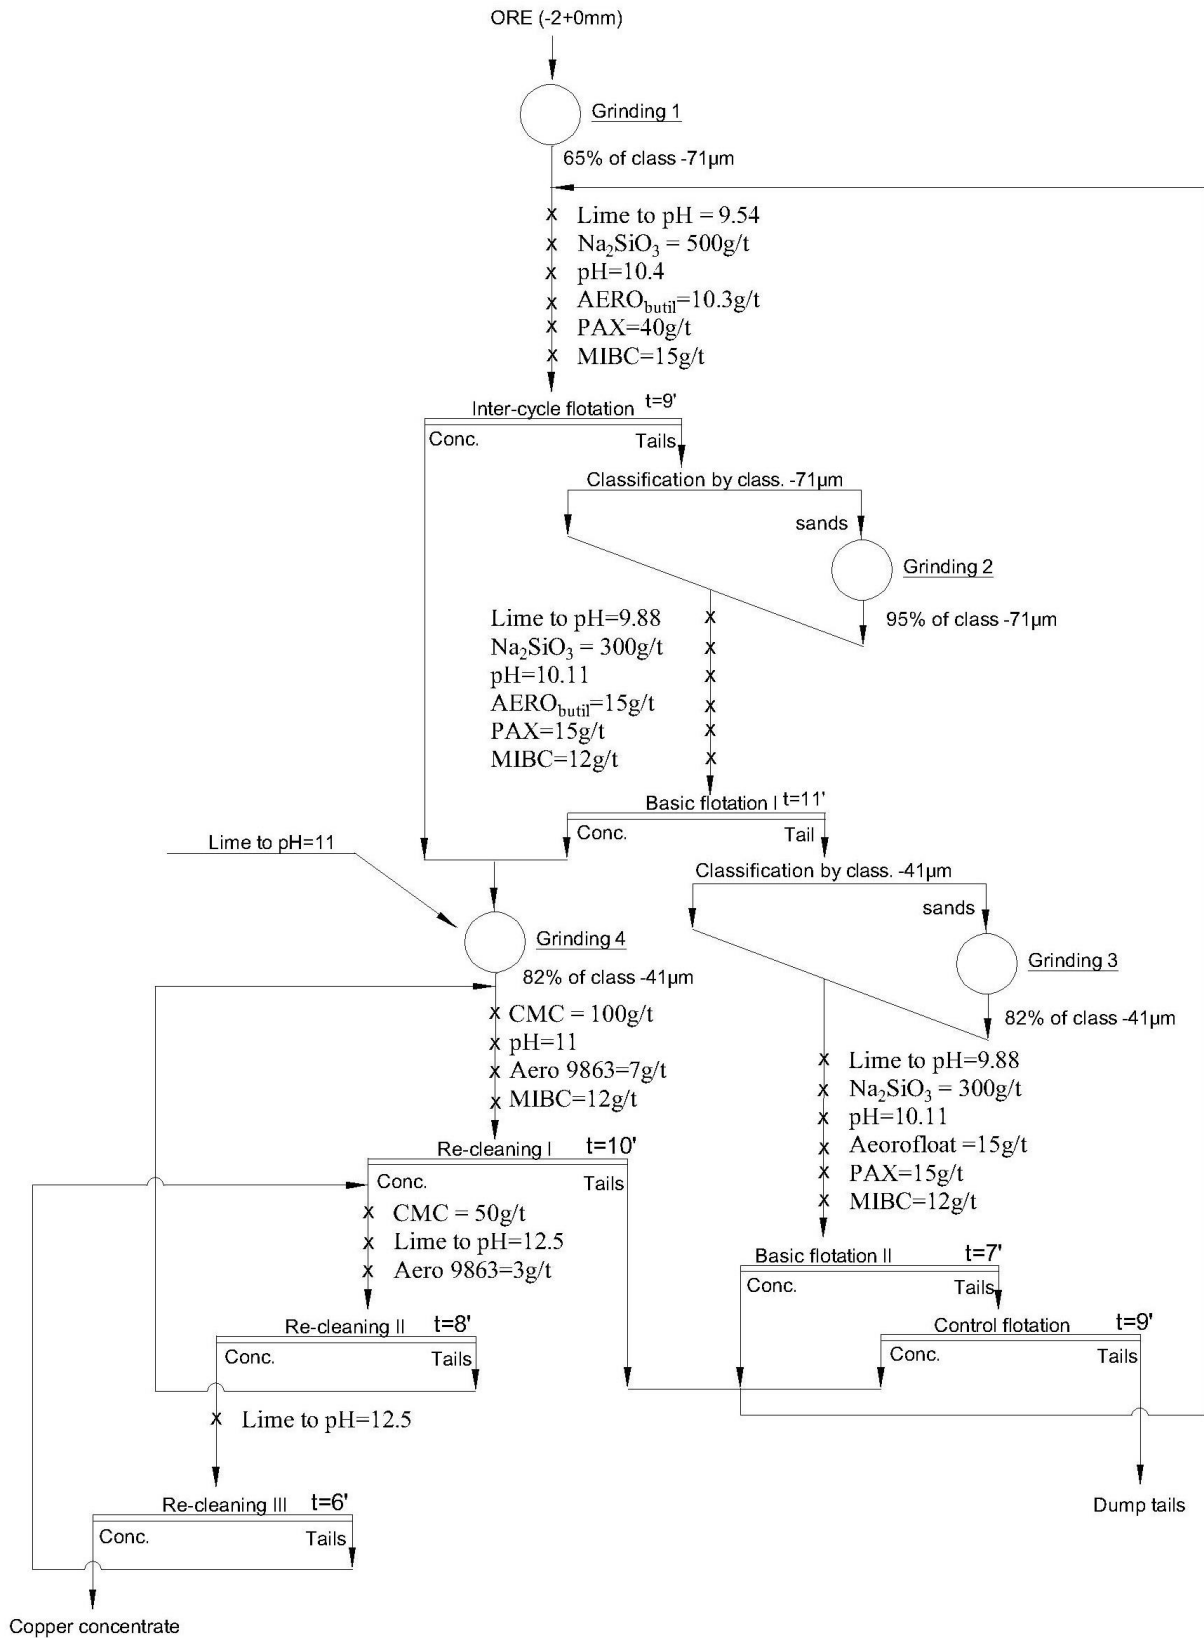 ORE (-2+0mm)
Grinding 1
65% of class -71µm
Lime to pH = 9.54
Na₂SiO₃ = 500g/t
pH=10.4
AERObutil=10.3g/t
PAX=40g/t
MIBC=15g/t
Inter-cycle flotation t=9'
Conc. Tails
Classification by class. -71µm
sands
Grinding 2
95% of class -71µm
Lime to pH=9.88
Na₂SiO₃ = 300g/t
pH=10.11
AERObutil=15g/t
PAX=15g/t
MIBC=12g/t
Basic flotation I t=11'
Conc. Tail
Lime to pH=11
Classification by class. -41µm
sands
Grinding 4
Grinding 3
82% of class -41µm
82% of class -41µm
CMC = 100g/t
pH=11
Aero 9863=7g/t
MIBC=12g/t
Lime to pH=9.88
Na₂SiO₃ = 300g/t
pH=10.11
Aeorofloat =15g/t
PAX=15g/t
MIBC=12g/t
Re-cleaning I t=10'
Conc. Tails
CMC = 50g/t
Lime to pH=12.5
Aero 9863=3g/t
Basic flotation II t=7'
Conc. Tails
Re-cleaning II t=8'
Conc. Tails
Control flotation t=9'
Conc. Tails
Lime to pH=12.5
Re-cleaning III t=6'
Conc. Tails
Dump tails
Copper concentrate